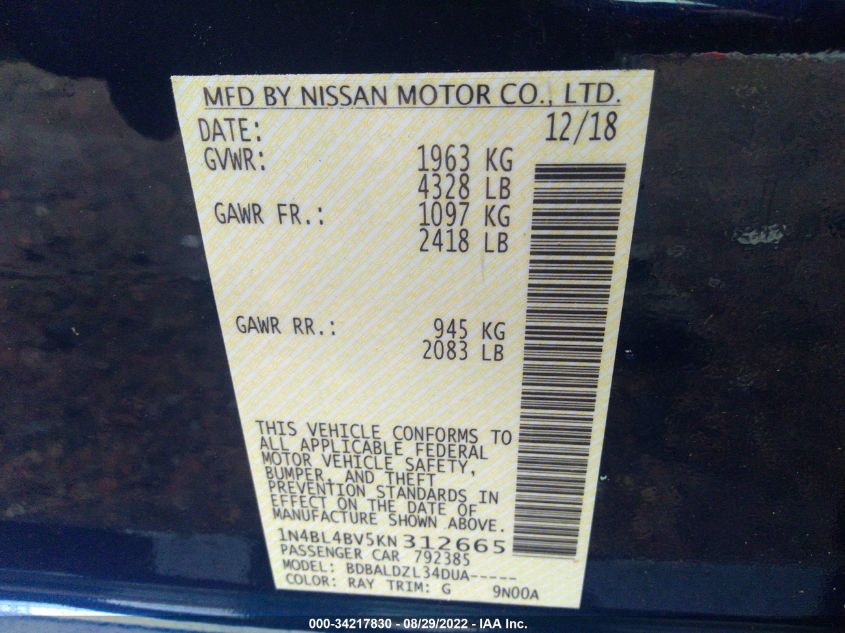 MFD BY NISSAN MOTOR CO., LTD.
DATE: 12/18
GVWR: 1963 KG
4328 LB
GAWR FR.: 1097 KG
2418 LB
GAWR RR.: 945 KG
2083 LB
THIS VEHICLE CONFORMS TO
ALL APPLICABLE FEDERAL
MOTOR VEHICLE SAFETY,
BUMPER, AND THEFT
PREVENTION STANDARDS IN
EFFECT ON THE DATE OF
MANUFACTURE SHOWN ABOVE.
1N4BL4BV5KN312665
PASSENGER CAR 792385
MODEL: BDBALDZL34DUA-----
COLOR: RAY TRIM: G 9N00A
000-34217830 - 08/29/2022 - IAA Inc.